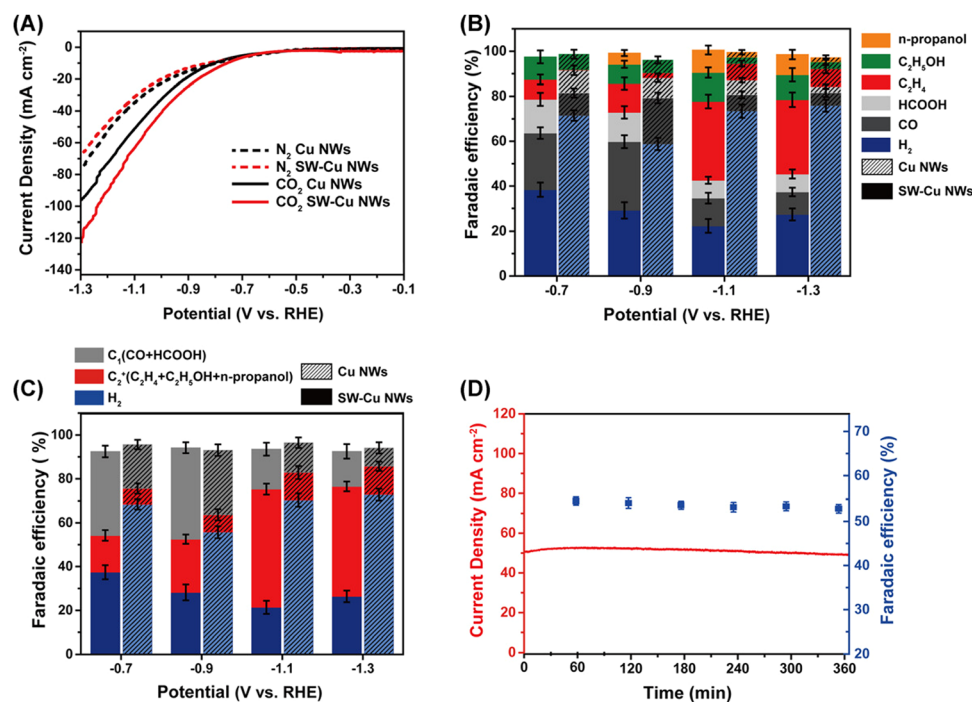 (A)
0
-20
-40
-60
-80
-100
-120
-140
Current Density (mA cm⁻²)
N₂ Cu NWs
N₂ SW-Cu NWs
CO₂ Cu NWs
CO₂ SW-Cu NWs
-1.3 -1.1 -0.9 -0.7 -0.5 -0.3 -0.1
Potential (V vs. RHE)
(B)
100
80
60
40
20
0
Faradaic efficiency (%)
-0.7 -0.9 -1.1 -1.3
Potential (V vs. RHE)
n-propanol
C₂H₅OH
C₂H₄
HCOOH
CO
H₂
Cu NWs
SW-Cu NWs
(C)
C₁(CO+HCOOH)
C₂⁺(C₂H₄+C₂H₅OH+n-propanol)
H₂
Cu NWs
SW-Cu NWs
100
80
60
40
20
0
Faradaic efficiency ( %)
-0.7 -0.9 -1.1 -1.3
Potential (V vs. RHE)
(D)
120
100
80
60
40
20
0
Current Density (mA cm⁻²)
70
60
50
40
30
20
Faradaic efficiency (%)
0 60 120 180 240 300 360
Time (min)